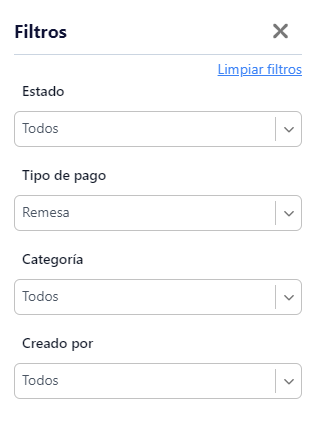 Filtros
Limpiar filtros
Estado
Todos
Tipo de pago
Remesa
Categoría
Todos
Creado por
Todos